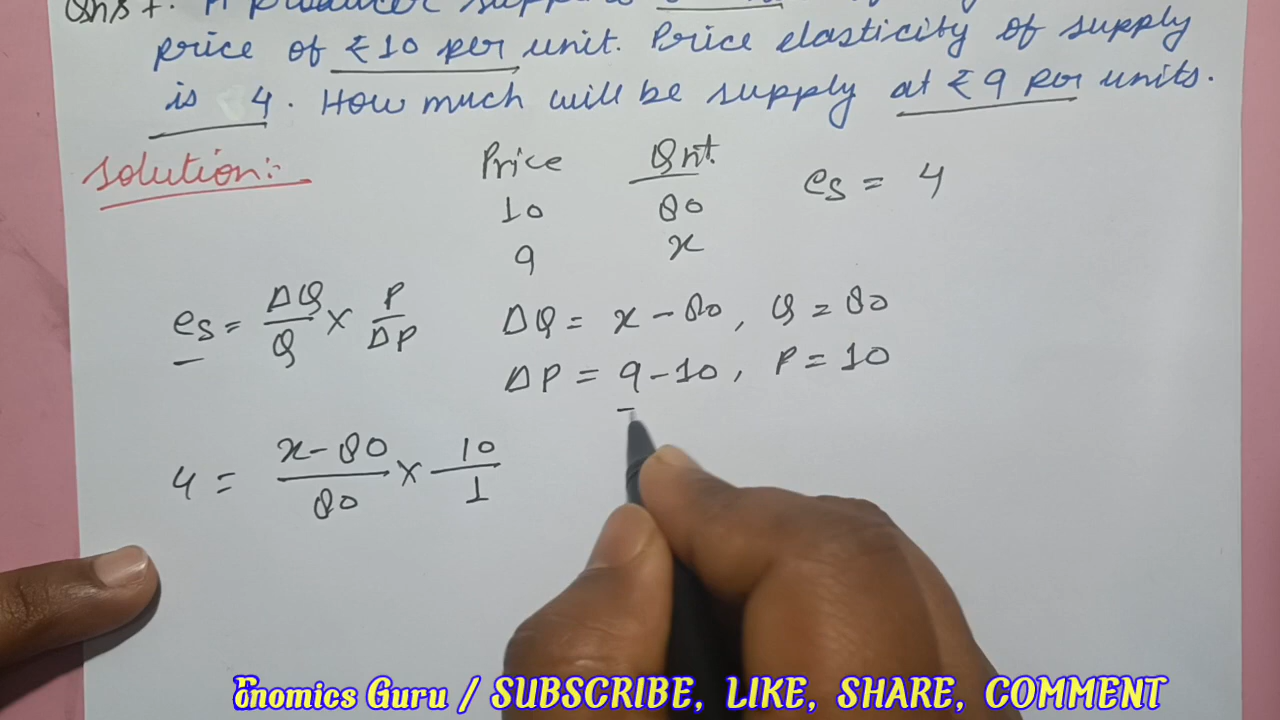 price of ₹10 per unit. Price elasticity of supply
is 4. How much will be supply at ₹9 per units.
Solution:-
Price Qnt.
10 80
9 x
es = 4
es = ΔQ/Q × P/ΔP
ΔQ = x - 80, Q = 80
ΔP = 9 - 10, P = 10
4 = x - 80/80 × 10/1
onomics Guru / SUBSCRIBE, LIKE, SHARE, COMMENT